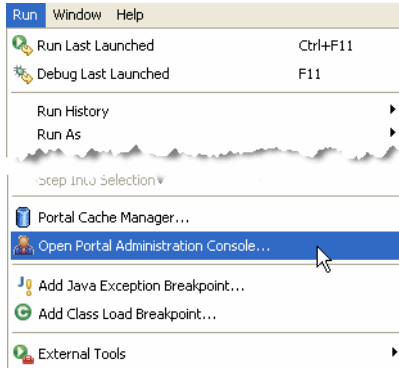 Run Window Help
Run Last Launched Ctrl+F11
Debug Last Launched F11
Run History
Run As
Step Into Selection
Portal Cache Manager...
Open Portal Administration Console...
Add Java Exception Breakpoint...
Add Class Load Breakpoint...
External Tools